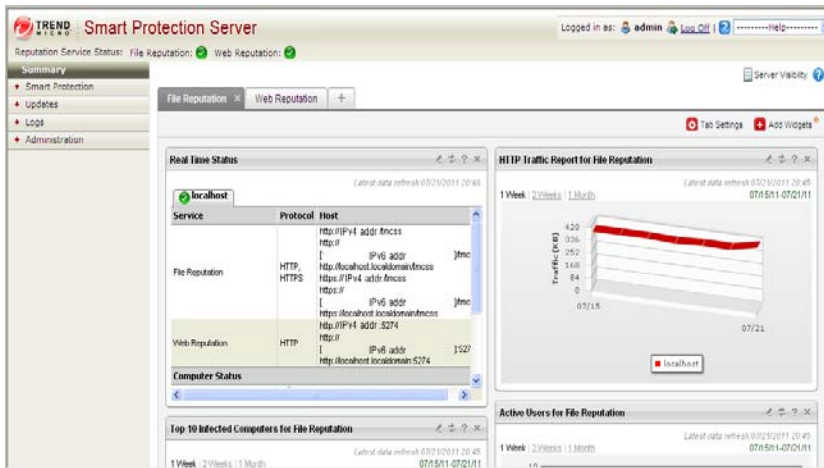 TREND MICRO Smart Protection Server
Logged in as: admin Log Off | ---------Help---------
Reputation Service Status: File Reputation: Web Reputation:
Summary
Smart Protection
Updates
Logs
Administration
Server Visibility
File Reputation × Web Reputation +
Tab Settings Add Widgets
Real Time Status
Latest data refresh 07/21/2011 20:45
localhost
Service Protocol Host
File Reputation
HTTP, HTTPS
http://IPv4 addr /tmcss
http://
[ IPv6 addr ]/tmc
http://localhost.localdomain/tmcss
https://IPv4 addr /tmcss
https://
[ IPv6 addr ]/tmc
https://localhost.localdomain/tmcss
Web Reputation
HTTP
http://IPv4 addr :5274
http://
[ IPv6 addr ]:527
http://localhost.localdomain:5274
Computer Status
Top 10 Infected Computers for File Reputation
Latest data refresh 07/21/2011 20:45
1 Week | 2 Weeks | 1 Month 07/15/11-07/21/11
HTTP Traffic Report for File Reputation
Latest data refresh 07/21/2011 20:45
1 Week | 2 Weeks | 1 Month 07/15/11-07/21/11
Traffic (KB)
420
336
252
168
84
0
07/15
07/21
localhost
Active Users for File Reputation
Latest data refresh 07/21/2011 20:45
1 Week | 2 Weeks | 1 Month 07/15/11-07/21/11
10